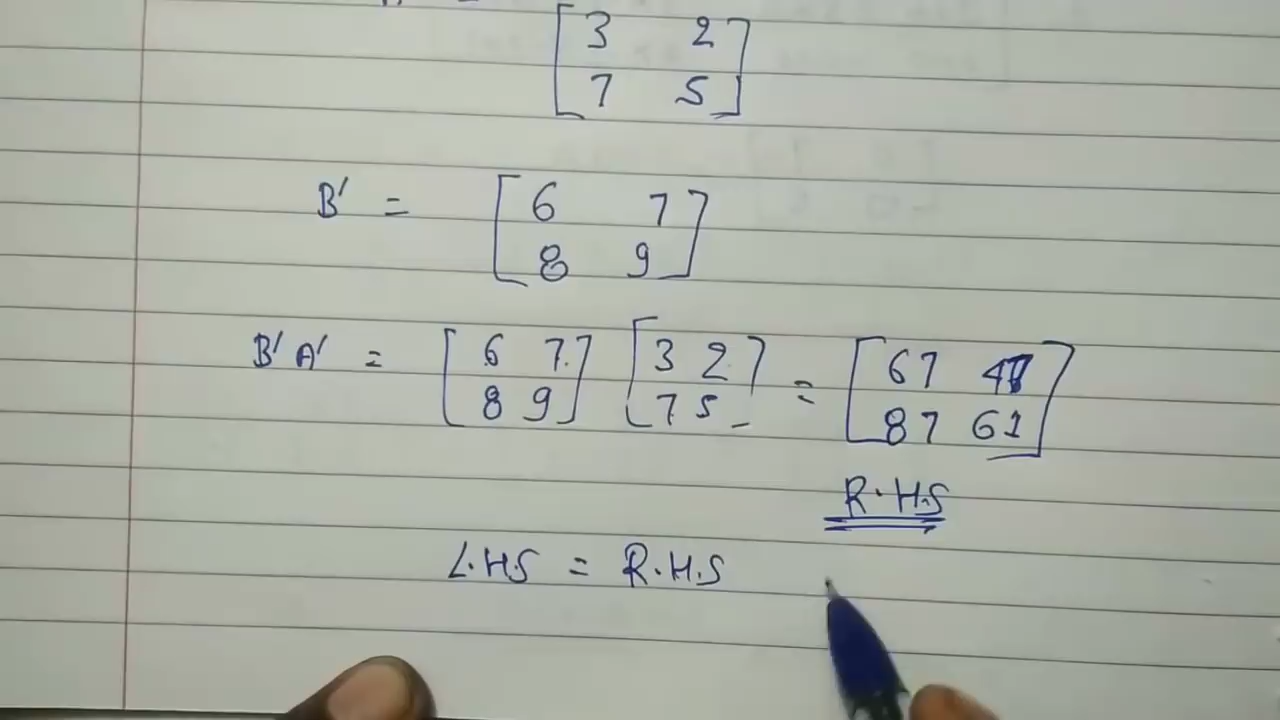 [3 2]
[7 5]
B' = [6 7]
[8 9]
B'A' = [6 7] [3 2] = [67 47]
[8 9] [7 5] [87 61]
R.H.S
L.H.S = R.H.S